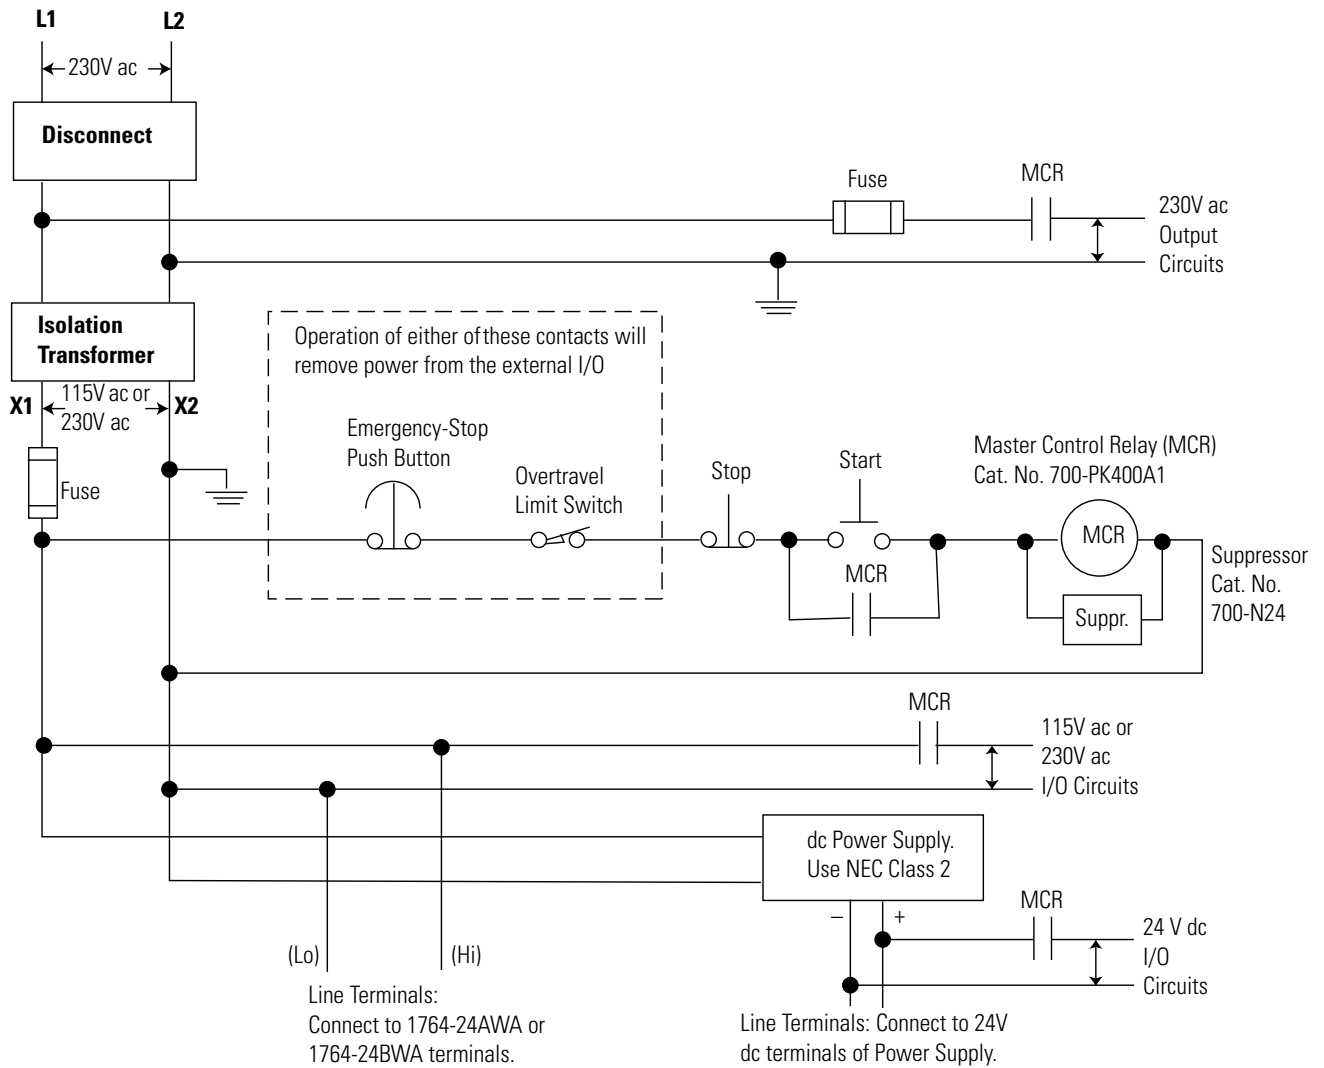 L1
L2
230V ac
Disconnect
Fuse
MCR
230V ac
Output
Circuits
Isolation
Transformer
Operation of either of these contacts will
remove power from the external I/O
X1
115V ac or
230V ac
X2
Emergency-Stop
Push Button
Overtravel
Limit Switch
Stop
Start
Master Control Relay (MCR)
Cat. No. 700-PK400A1
Fuse
MCR
MCR
Suppr.
Suppressor
Cat. No.
700-N24
MCR
115V ac or
230V ac
I/O Circuits
dc Power Supply.
Use NEC Class 2
–
+
MCR
24 V dc
I/O
Circuits
(Lo)
(Hi)
Line Terminals:
Connect to 1764-24AWA or
1764-24BWA terminals.
Line Terminals: Connect to 24V
dc terminals of Power Supply.